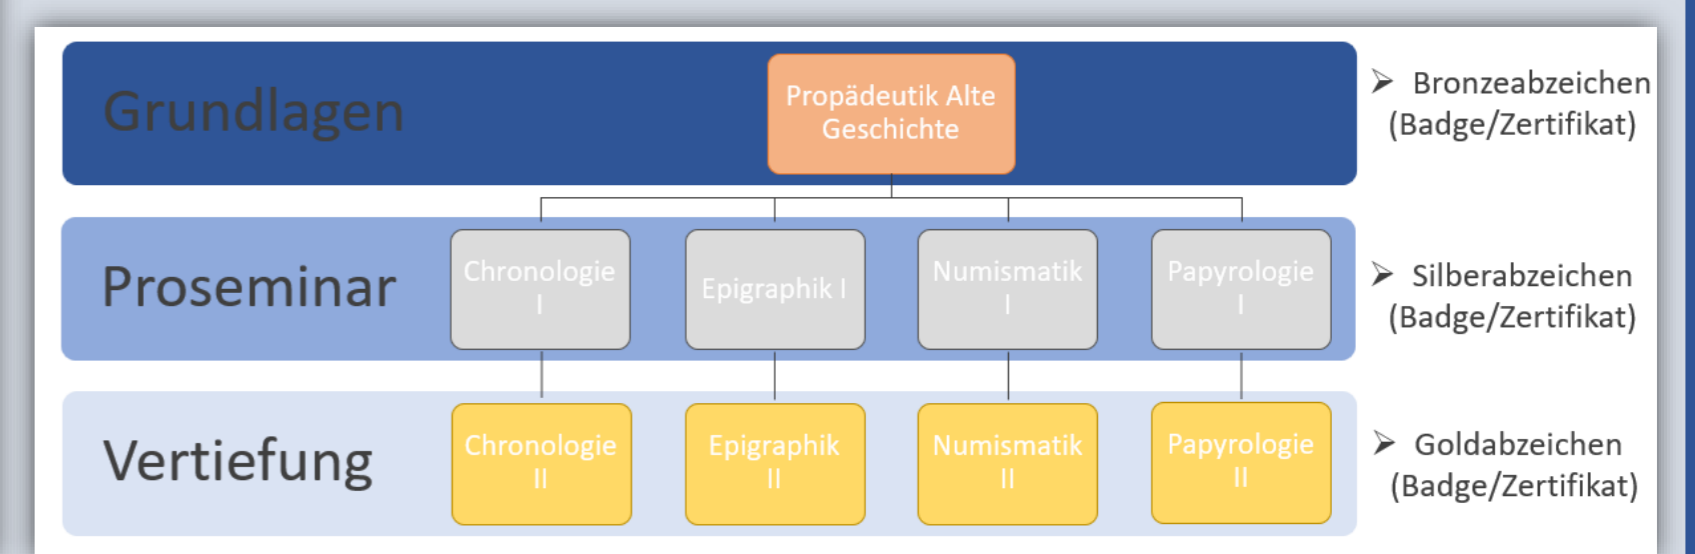 Grundlagen
Propädeutik Alte
Geschichte
➢ Bronzeabzeichen
(Badge/Zertifikat)
Proseminar
Chronologie
I
Epigraphik I
Numismatik
I
Papyrologie
I
➢ Silberabzeichen
(Badge/Zertifikat)
Vertiefung
Chronologie
II
Epigraphik
II
Numismatik
II
Papyrologie
II
➢ Goldabzeichen
(Badge/Zertifikat)